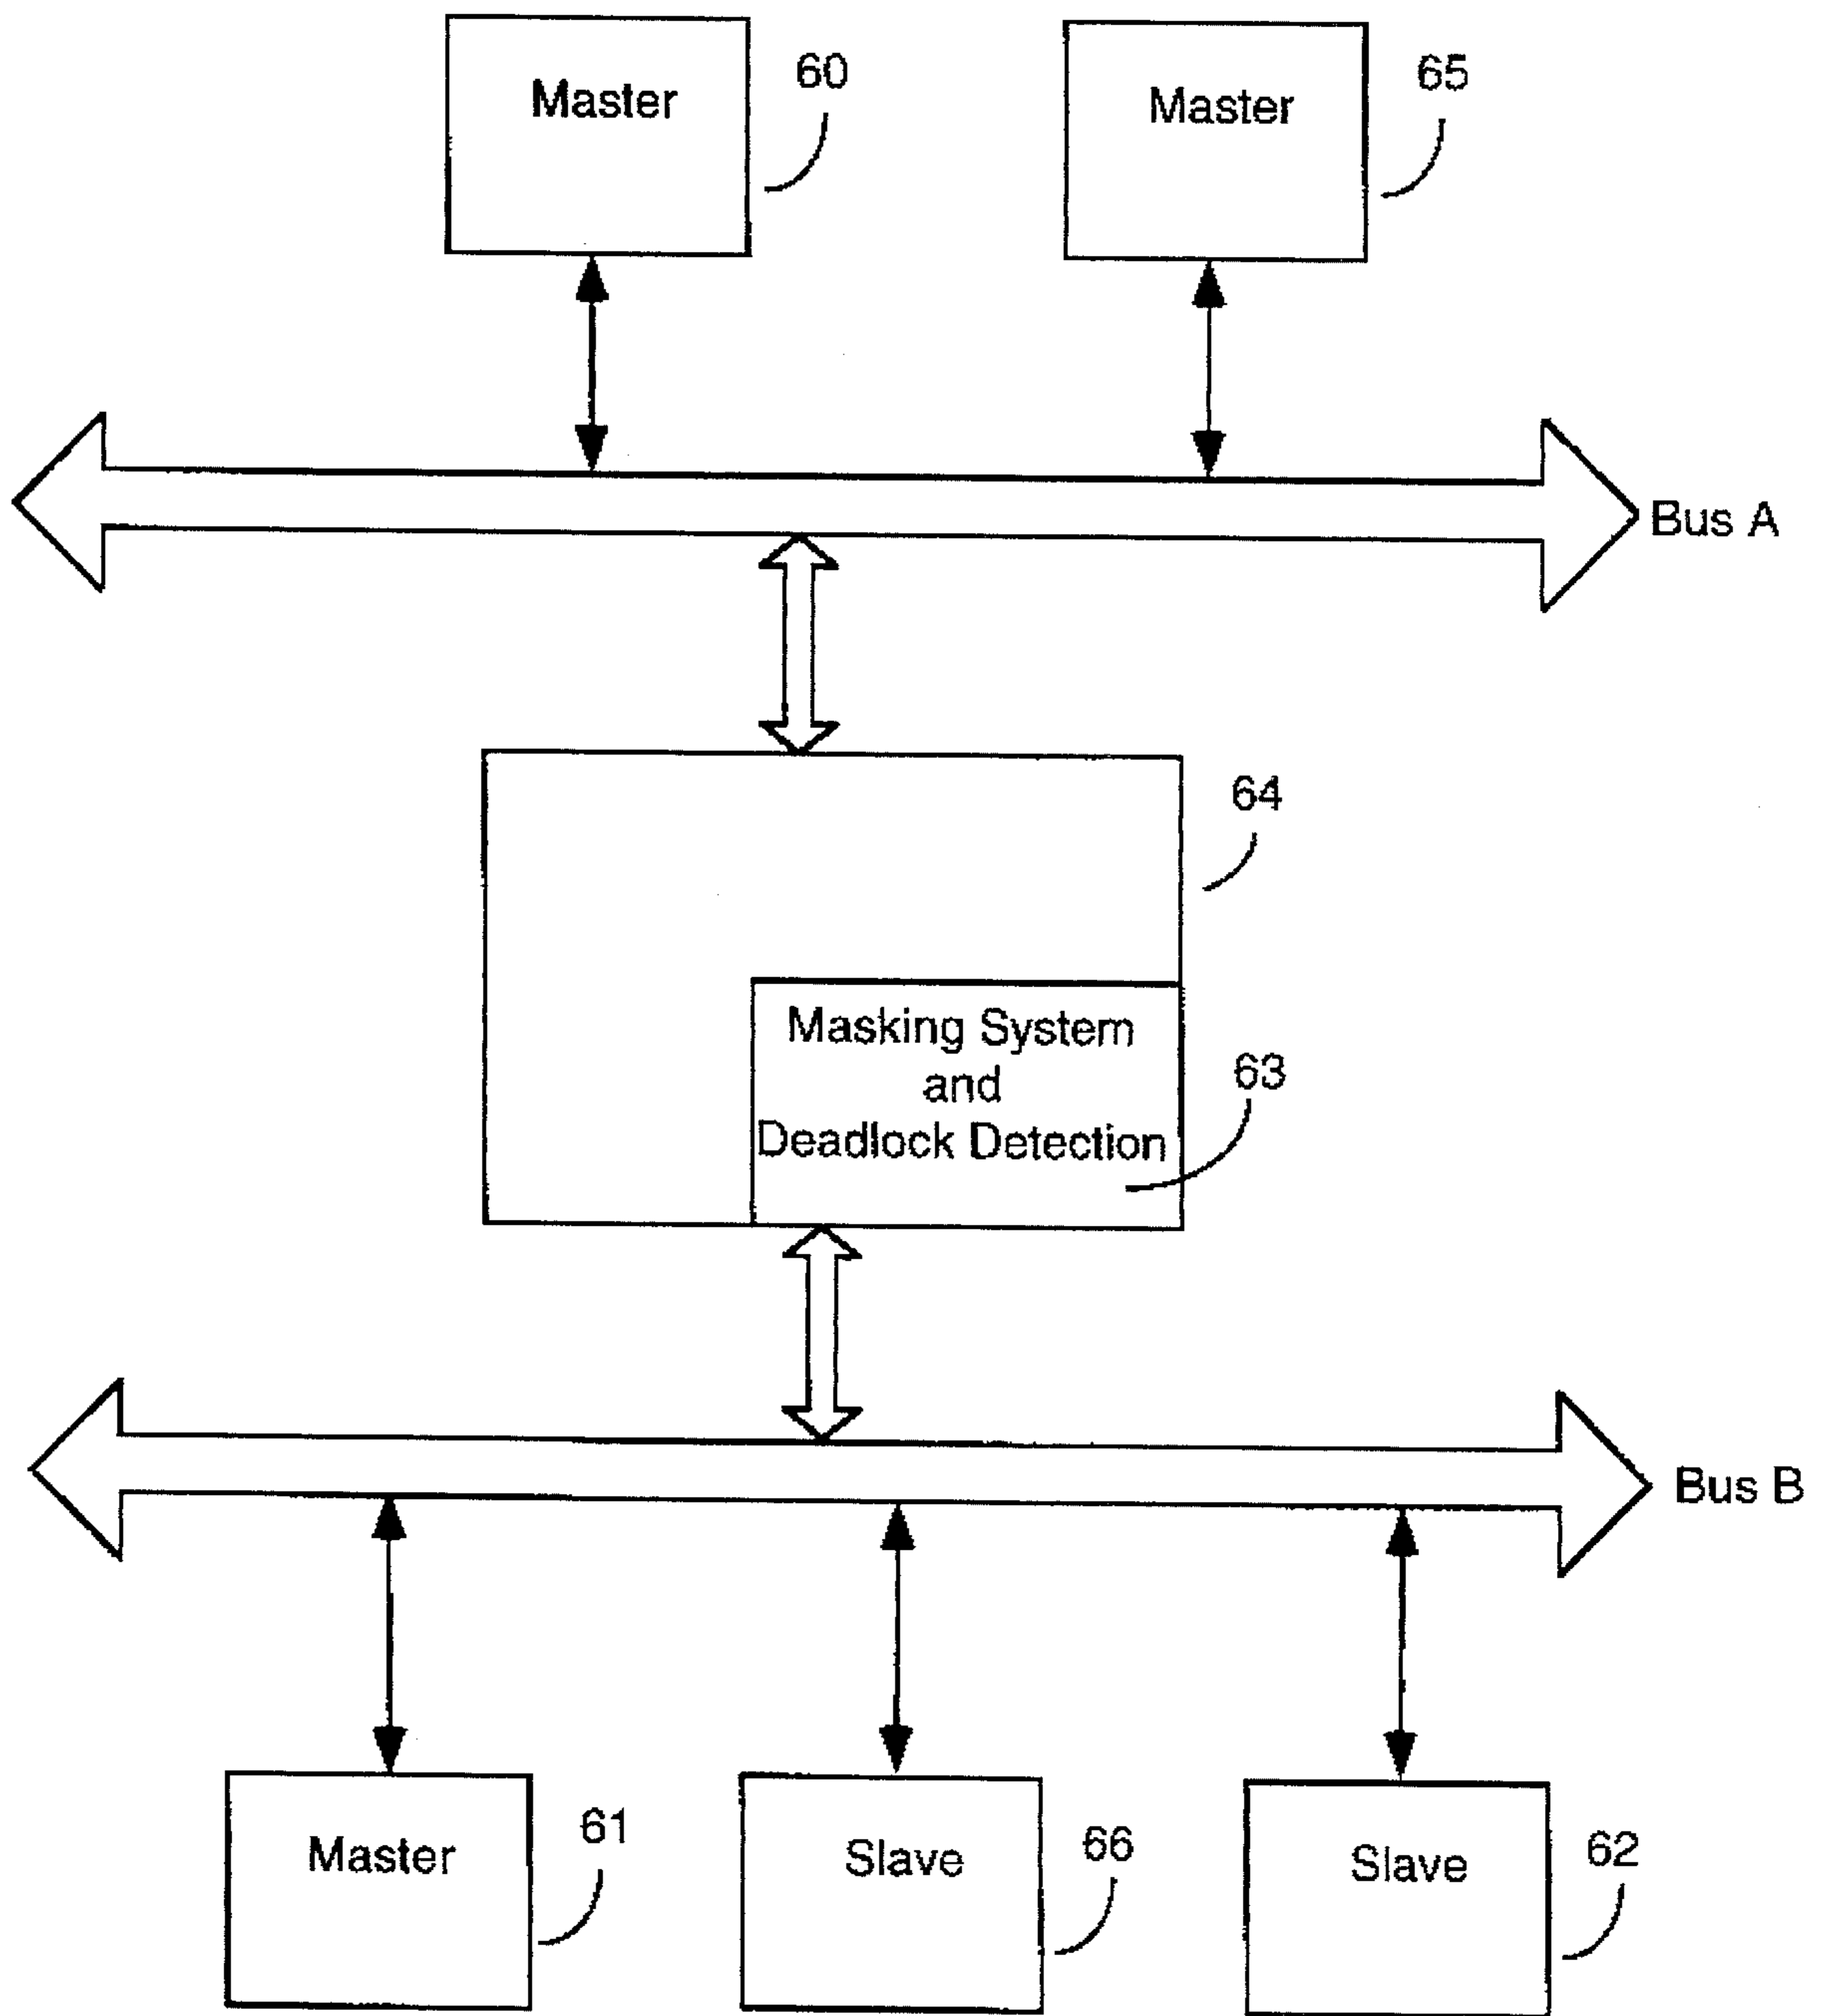 Master
60
Master
65
Bus A
64
Masking System
and
Deadlock Detection
63
Bus B
Master
61
Slave
66
Slave
62